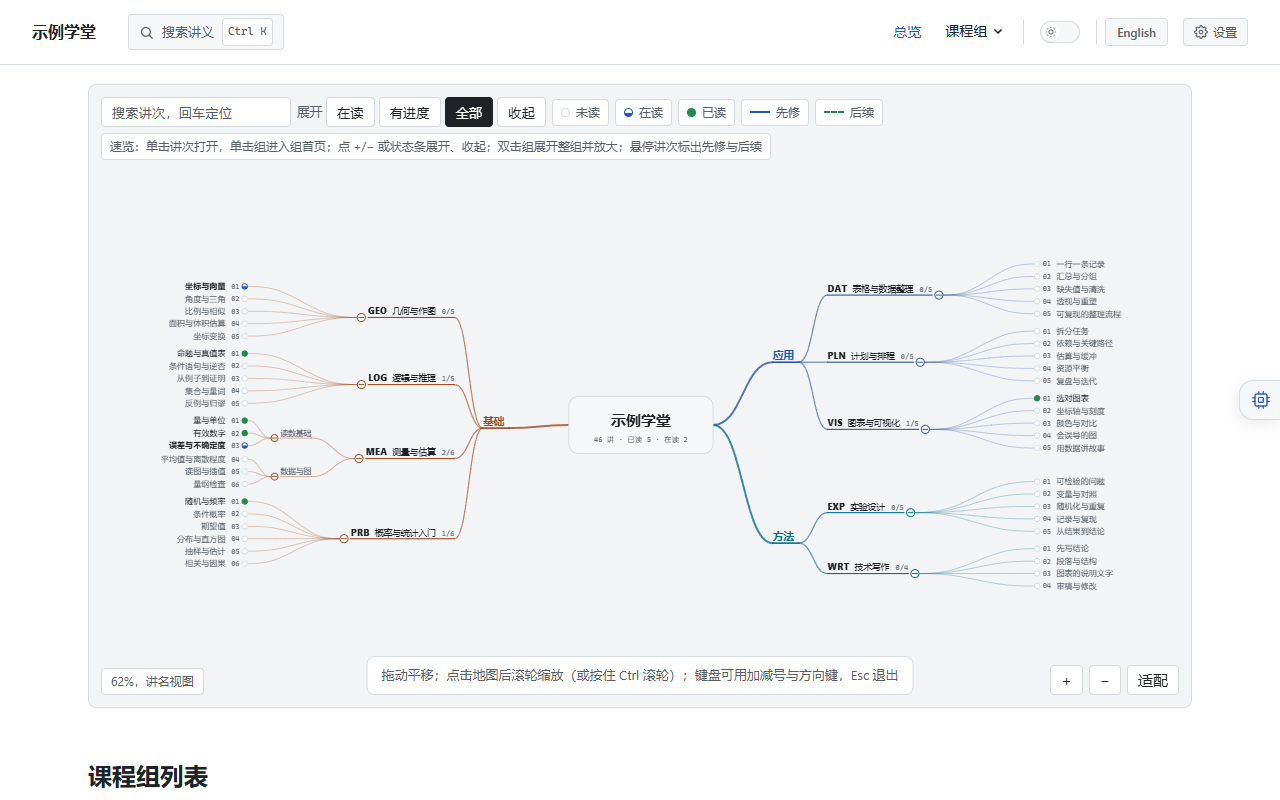 示例学堂
搜索讲义 Ctrl K
总览
课程组
English
设置
搜索讲次，回车定位
展开 在读 有进度 全部 收起 未读 在读 已读 先修 后续
速览：单击讲次打开，单击组进入组首页；点 +/− 或状态条展开、收起；双击组展开整组并放大；悬停讲次标出先修与后续
坐标与向量 01
角度与三角 02
比例与相似 03
面积与体积估算 04
坐标变换 05
GEO 几何与作图 0/5
命题与真值表 01
条件语句与逆否 02
从例子到证明 03
集合与量词 04
反例与归谬 05
LOG 逻辑与推理 1/5
量与单位 01
有效数字 02
误差与不确定度 03
读数基础
平均值与离散程度 04
读图与插值 05
量纲检查 06
数据与图
MEA 测量与估算 2/6
随机与频率 01
条件概率 02
期望值 03
分布与直方图 04
抽样与估计 05
相关与因果 06
PRB 概率与统计入门 1/6
基础
示例学堂
46 讲 · 已读 5 · 在读 2
应用
DAT 表格与数据整理 0/5
01 一行一条记录
02 汇总与分组
03 缺失值与清洗
04 透视与重塑
05 可复现的整理流程
PLN 计划与排程 0/5
01 拆分任务
02 依赖与关键路径
03 估算与缓冲
04 资源平衡
05 复盘与迭代
VIS 图表与可视化 1/5
01 选对图表
02 坐标轴与刻度
03 颜色与对比
04 会误导的图
05 用数据讲故事
方法
EXP 实验设计 0/5
01 可检验的问题
02 变量与对照
03 随机化与重复
04 记录与复现
05 从结果到结论
WRT 技术写作 0/4
01 先写结论
02 段落与结构
03 图表的说明文字
04 审稿与修改
62%，讲名视图
拖动平移；点击地图后滚轮缩放（或按住 Ctrl 滚轮）；键盘可用加减号与方向键，Esc 退出
+ − 适配
课程组列表